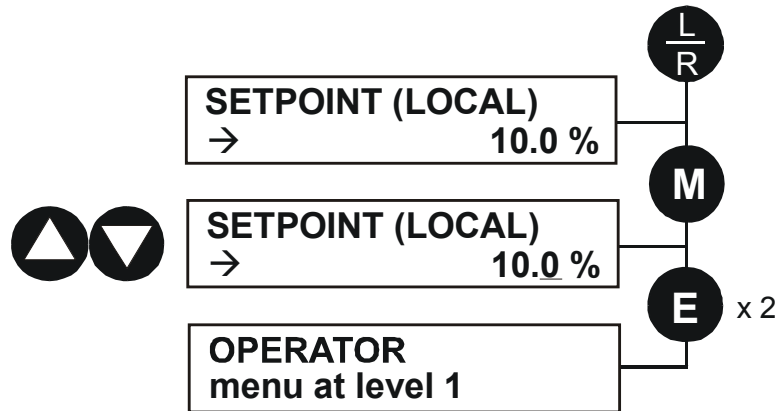 L
R
SETPOINT (LOCAL)
→ 10.0 %
M
SETPOINT (LOCAL)
→ 10.0 %
E x 2
OPERATOR
menu at level 1